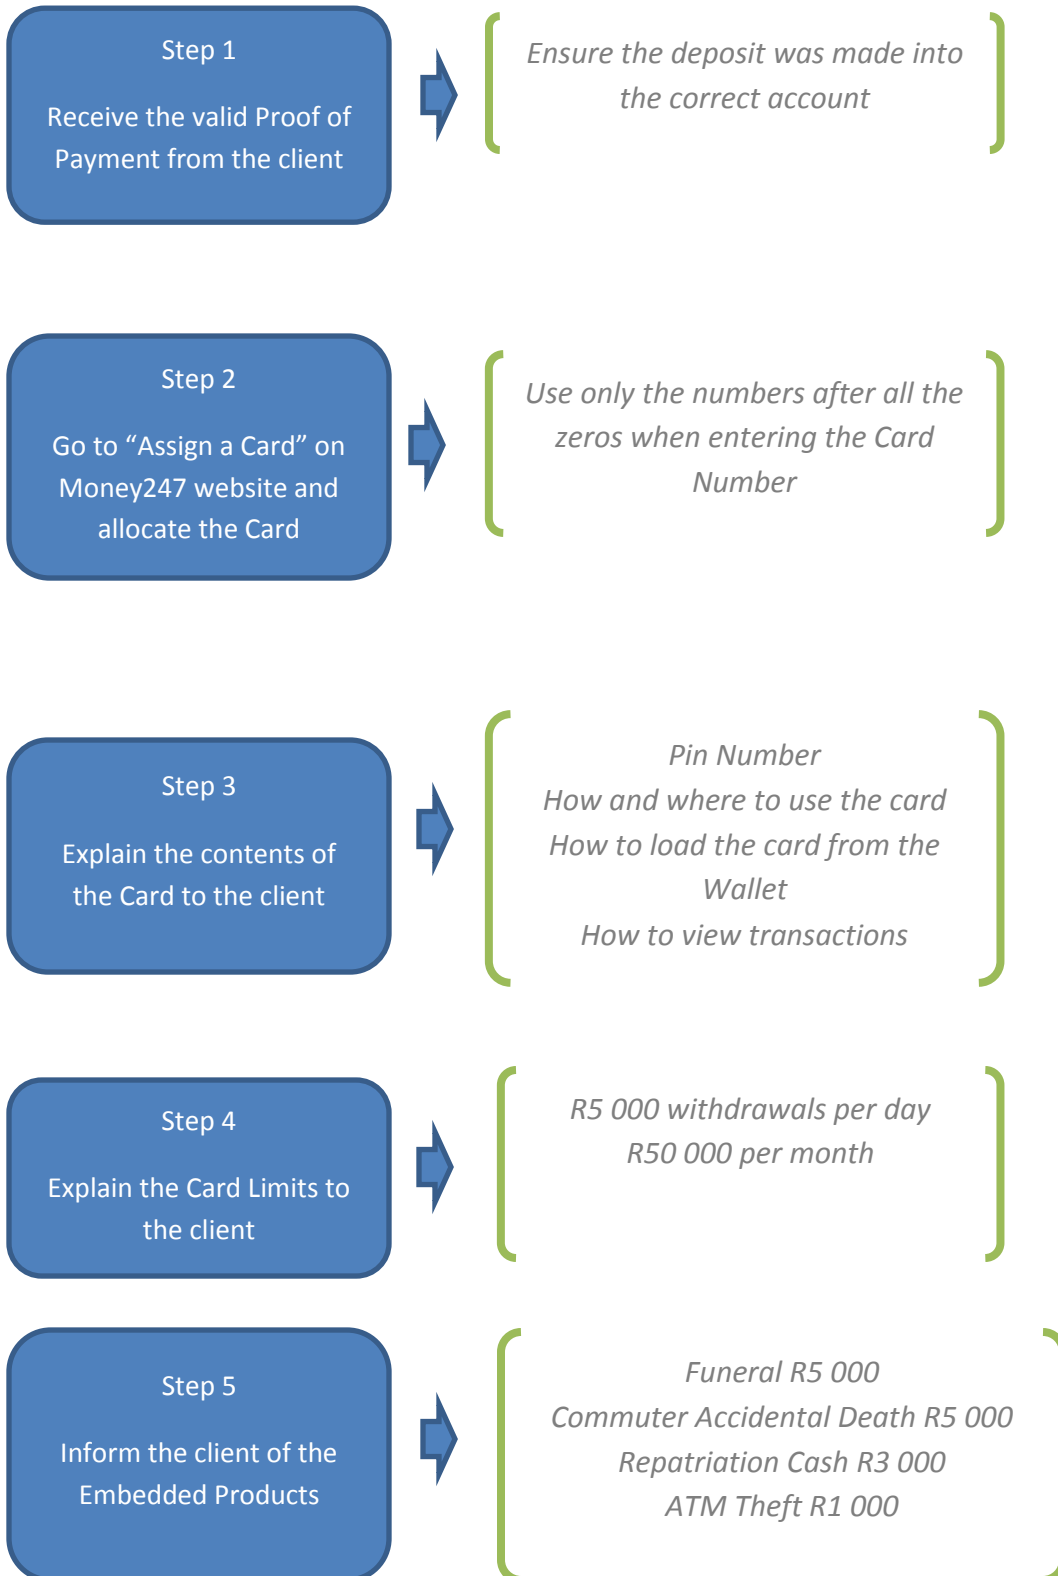 Step 1
Receive the valid Proof of
Payment from the client
Ensure the deposit was made into
the correct account
Step 2
Go to “Assign a Card” on
Money247 website and
allocate the Card
Use only the numbers after all the
zeros when entering the Card
Number
Step 3
Explain the contents of
the Card to the client
Pin Number
How and where to use the card
How to load the card from the
Wallet
How to view transactions
Step 4
Explain the Card Limits to
the client
R5 000 withdrawals per day
R50 000 per month
Step 5
Inform the client of the
Embedded Products
Funeral R5 000
Commuter Accidental Death R5 000
Repatriation Cash R3 000
ATM Theft R1 000